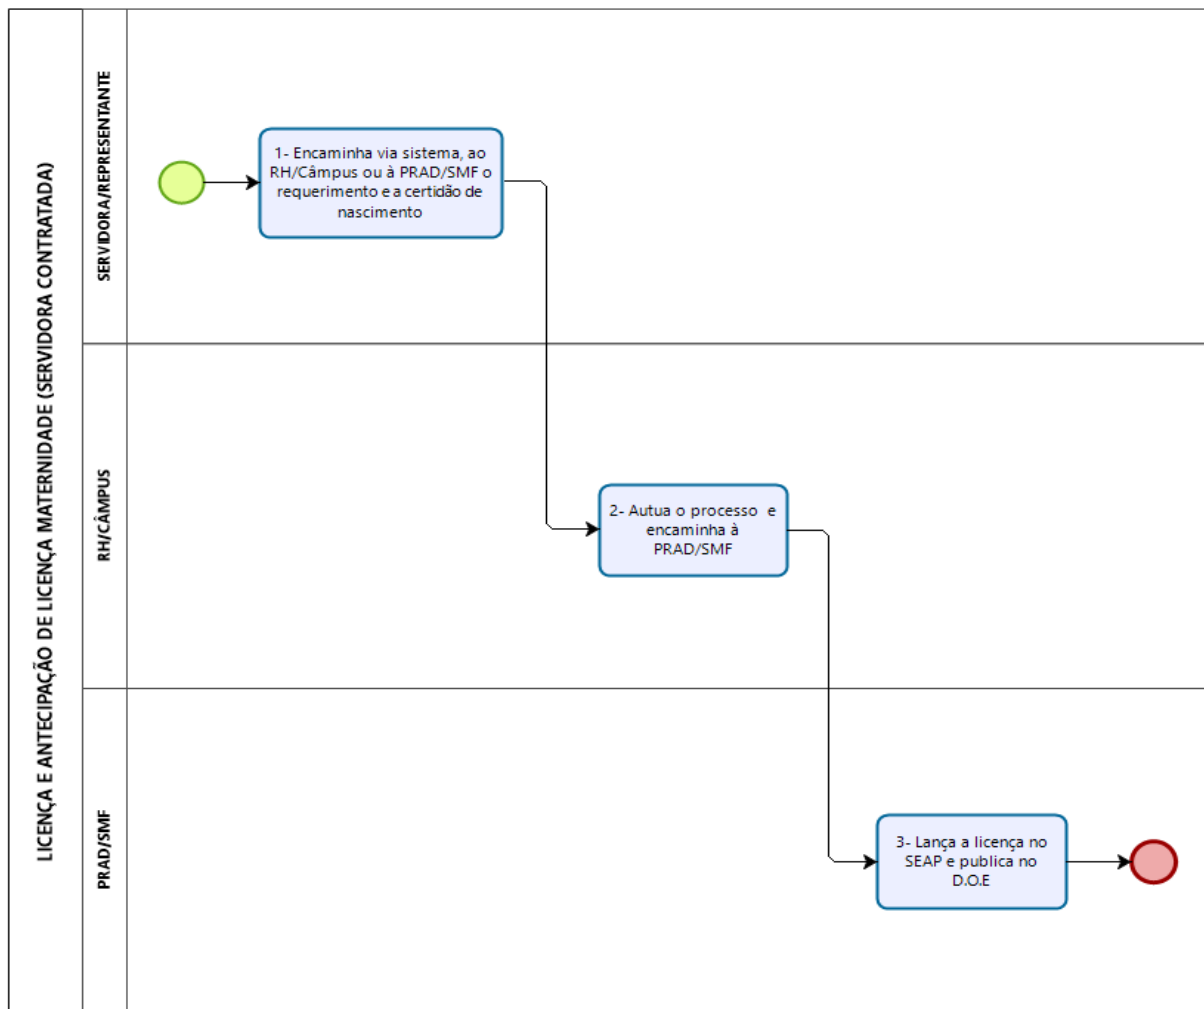 LICENÇA E ANTECIPAÇÃO DE LICENÇA MATERNIDADE (SERVIDORA CONTRATADA)
SERVIDORA/REPRESENTANTE
1- Encaminha via sistema, ao
RH/Câmpus ou à PRAD/SMF o
requerimento e a certidão de
nascimento
RH/CÂMPUS
2- Autua o processo e
encaminha à
PRAD/SMF
PRAD/SMF
3- Lança a licença no
SEAP e publica no
D.O.E